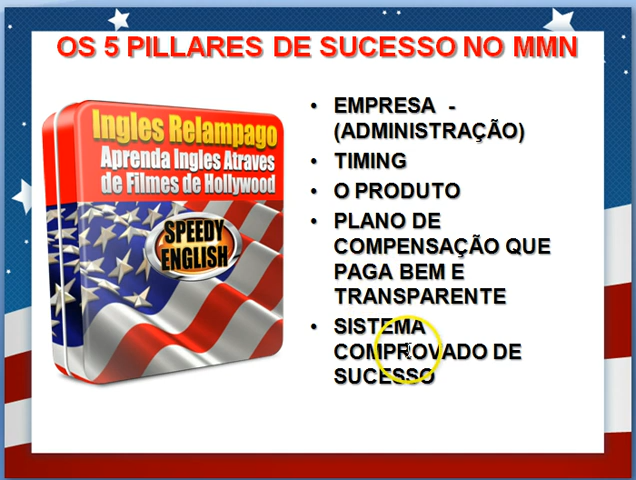 OS 5 PILLARES DE SUCESSO NO MMN
Ingles Relampago
Aprenda Ingles Atraves
de Filmes de Hollywood
SPEEDY
ENGLISH
• EMPRESA -
(ADMINISTRAÇÃO)
• TIMING
• O PRODUTO
• PLANO DE
COMPENSAÇÃO QUE
PAGA BEM E
TRANSPARENTE
• SISTEMA
COMPROVADO DE
SUCESSO